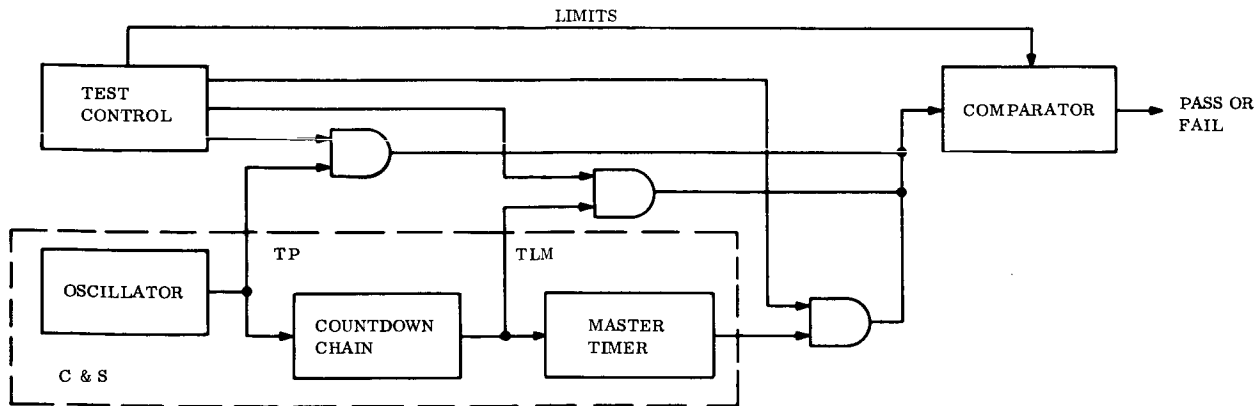 LIMITS
TEST
CONTROL
COMPARATOR
PASS OR
FAIL
TP
TLM
OSCILLATOR
COUNTDOWN
CHAIN
MASTER
TIMER
C & S